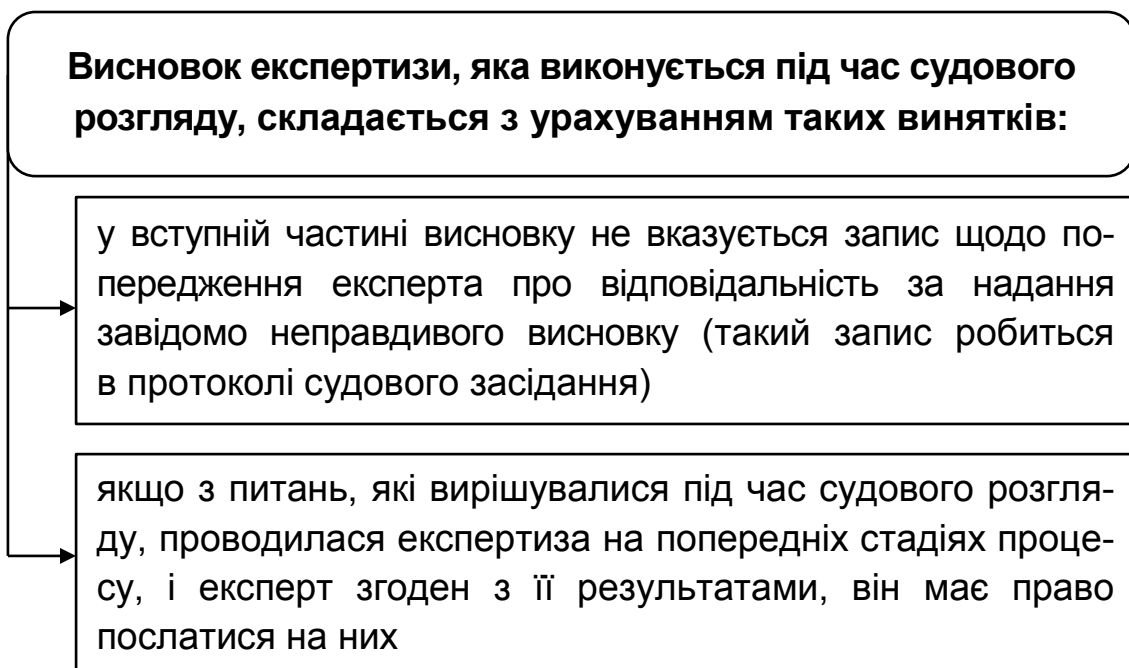 Висновок експертизи, яка виконується під час судового
розгляду, складається з урахуванням таких винятків:
у вступній частині висновку не вказується запис щодо по-
передження експерта про відповідальність за надання
завідомо неправдивого висновку (такий запис робиться
в протоколі судового засідання)
якщо з питань, які вирішувалися під час судового розгля-
ду, проводилася експертиза на попередніх стадіях проце-
су, і експерт згоден з її результатами, він має право
послатися на них